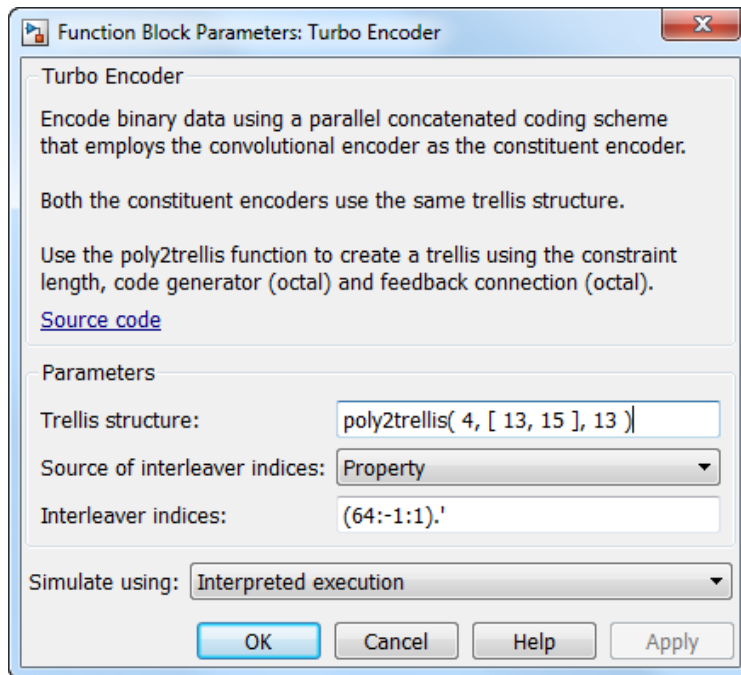 Function Block Parameters: Turbo Encoder
Turbo Encoder
Encode binary data using a parallel concatenated coding scheme
that employs the convolutional encoder as the constituent encoder.
Both the constituent encoders use the same trellis structure.
Use the poly2trellis function to create a trellis using the constraint
length, code generator (octal) and feedback connection (octal).
Source code
Parameters
Trellis structure: poly2trellis( 4, [ 13, 15 ], 13 )
Source of interleaver indices: Property
Interleaver indices: (64:-1:1).'
Simulate using: Interpreted execution
OK Cancel Help Apply